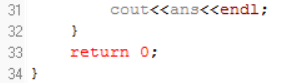 31 cout<<ans<<endl;
32 }
33 return 0;
34 }